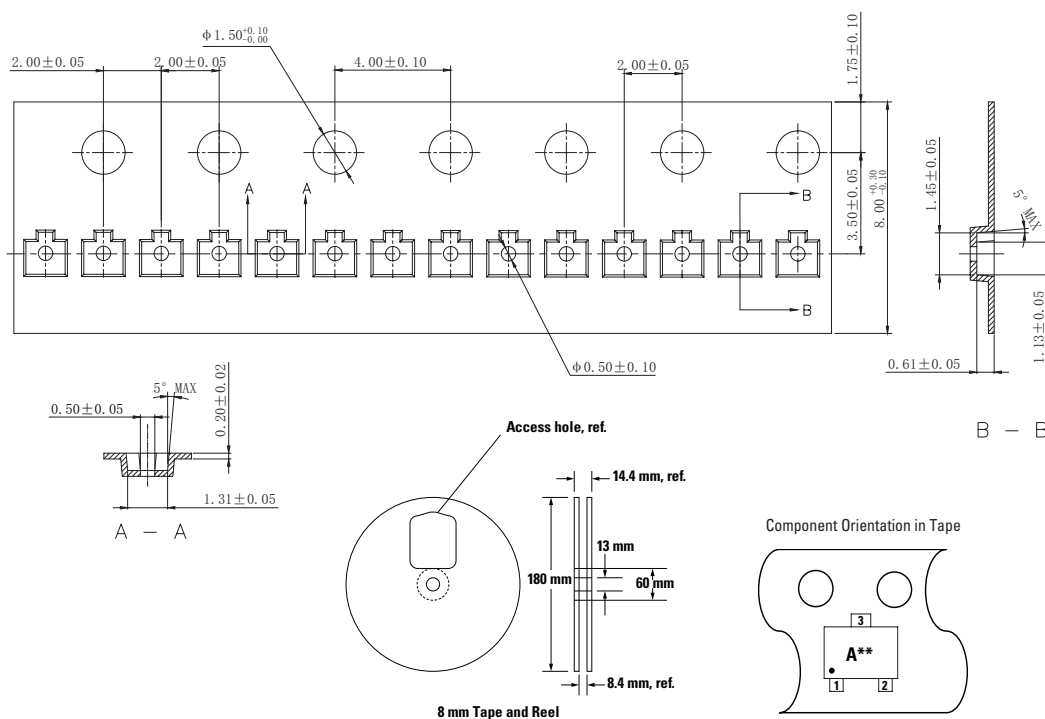 φ1.50+0.10-0.00
2.00±0.05
2.00±0.05
4.00±0.10
2.00±0.05
1.75±0.10
3.50±0.05
8.00+0.30-0.10
A
A
B
B
φ0.50±0.10
1.45±0.05
5° MAX
1.13±0.05
0.61±0.05
B - B
5° MAX
0.50±0.05
0.20±0.02
1.31±0.05
A - A
Access hole, ref.
14.4 mm, ref.
13 mm
180 mm
60 mm
8.4 mm, ref.
8 mm Tape and Reel
Component Orientation in Tape
3
A**
1
2